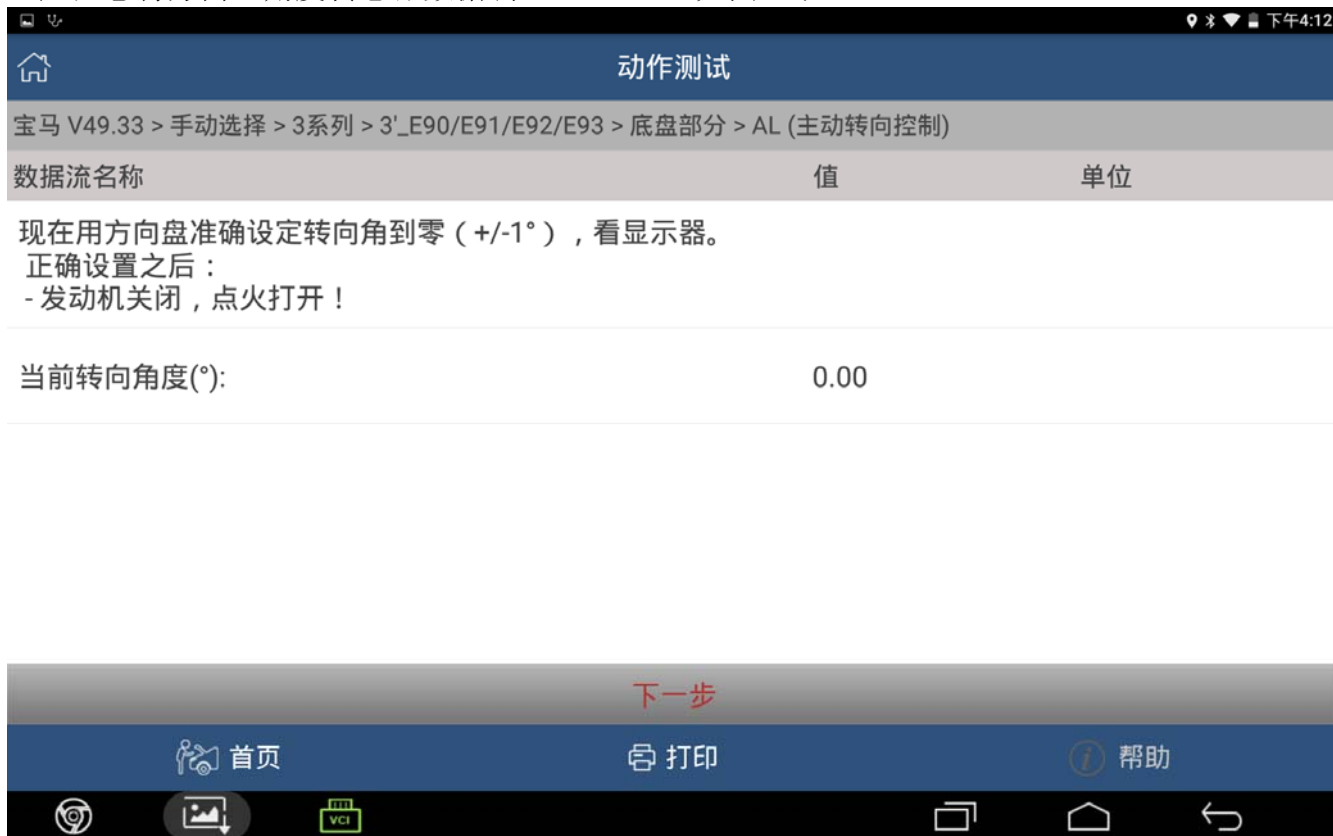 下午4:12
动作测试
宝马 V49.33 > 手动选择 > 3系列 > 3'_E90/E91/E92/E93 > 底盘部分 > AL (主动转向控制)
数据流名称 值 单位
现在用方向盘准确设定转向角到零（+/-1°），看显示器。
正确设置之后：
- 发动机关闭，点火打开！
当前转向角度(°): 0.00
下一步
首页 打印 帮助
VCI